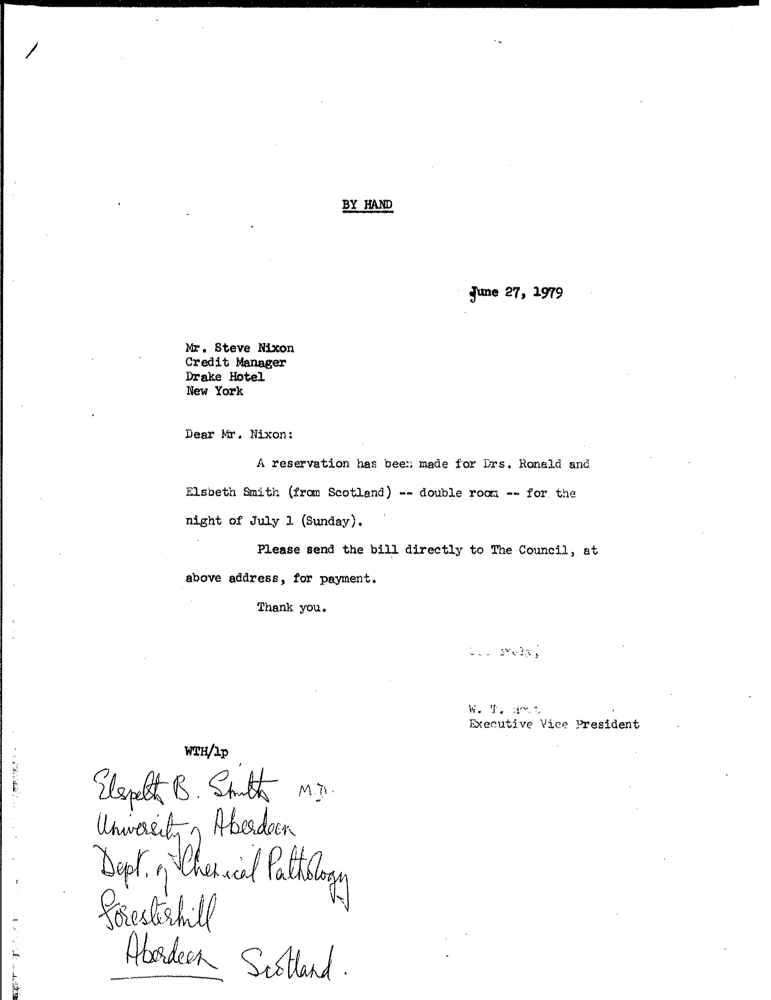 BY HAND
June 27, 1979
Mr. Steve Nixon
Credit Manager
Drake Hotel
New York
Dear Mr. Nixon:
A reservation has been made for Drs. Ronald and
Elsbeth Smith (from Scotland) -- double room -- for the
night of July 1 (Sunday).
Please send the bill directly to The Council, at
above address, for payment.
Thank you.
W. T.
Executive Vice President
WTH/lp
Elspeth B. Smith M.D.
University of Aberdeen
Dept. of Chemical Pathology
Foresterhill
Aberdeen Scotland.